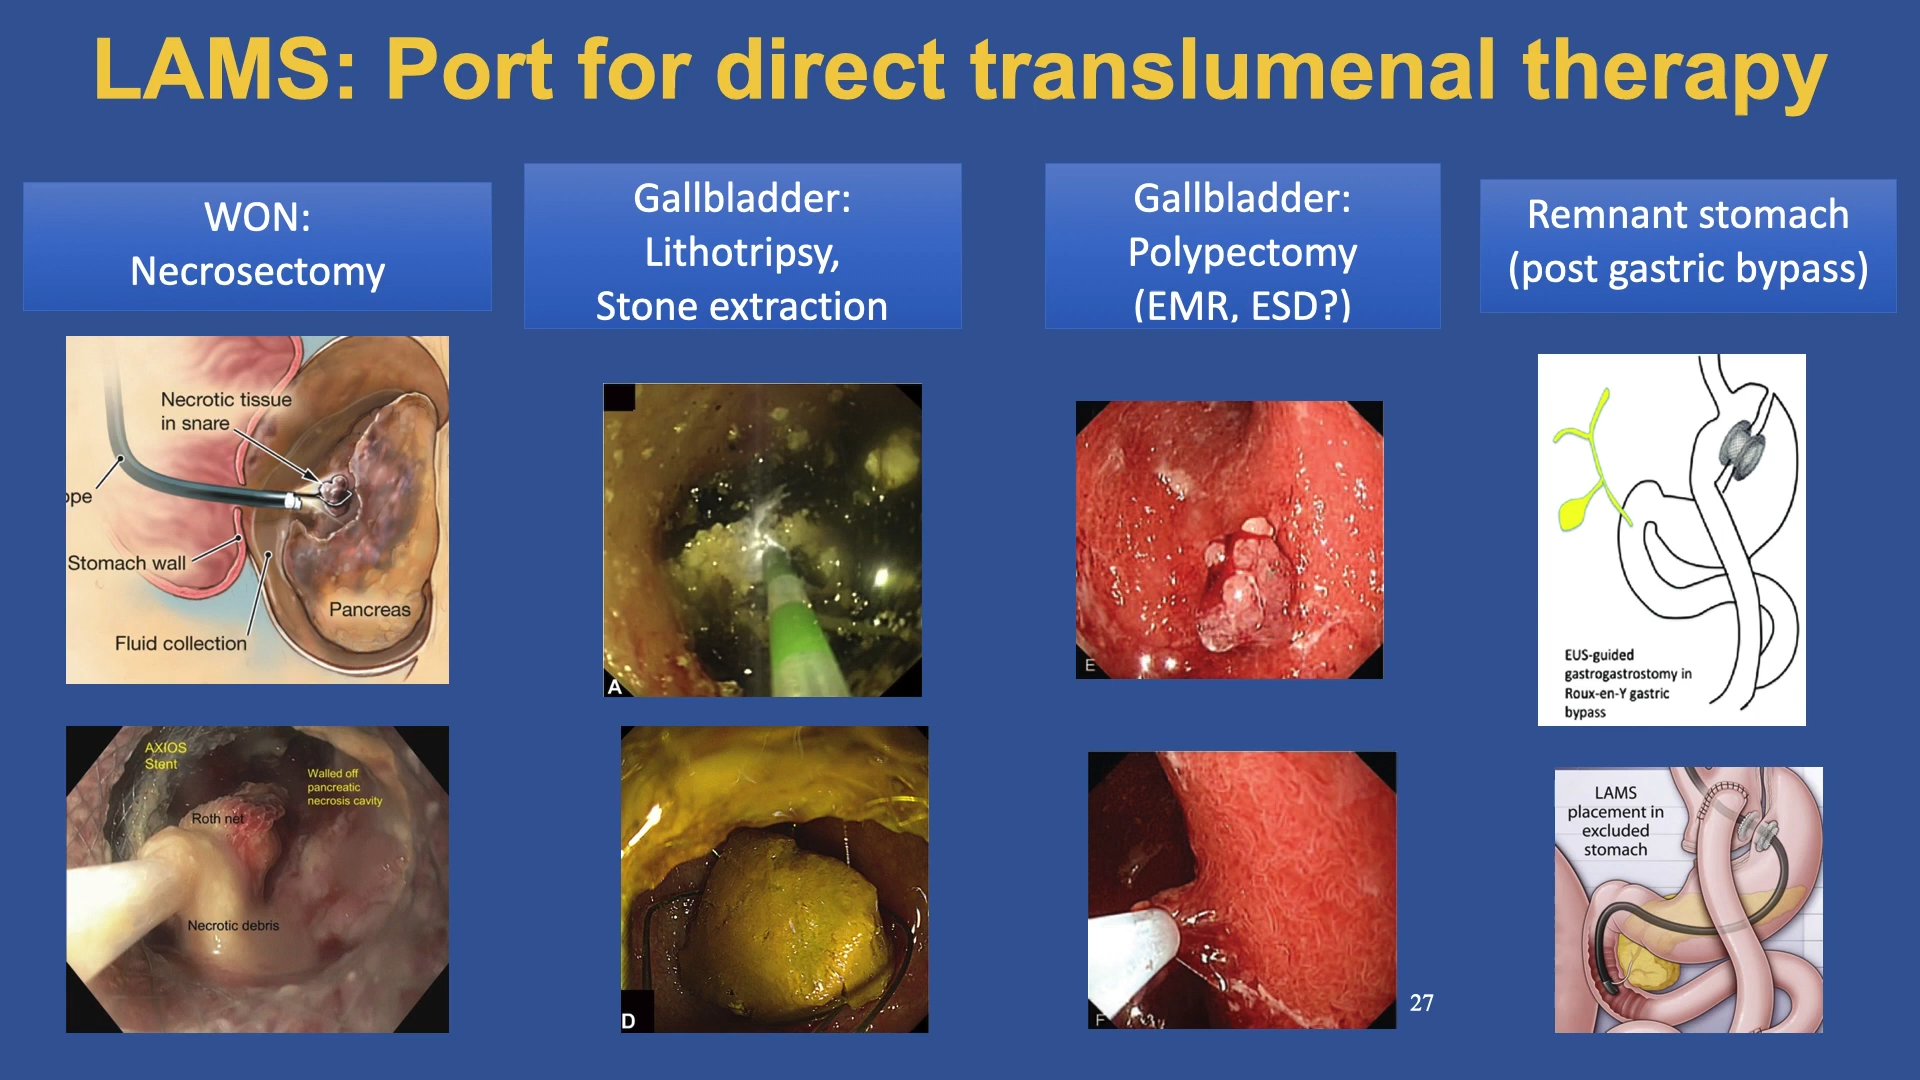 LAMS: Port for direct translumenal therapy
WON:
Necrosectomy
Gallbladder:
Lithotripsy,
Stone extraction
Gallbladder:
Polypectomy
(EMR, ESD?)
Remnant stomach
(post gastric bypass)
Necrotic tissue
in snare
ope
Stomach wall
Pancreas
Fluid collection
A
E
EUS-guided
gastrogastrostomy in
Roux-en-Y gastric
bypass
AXIOS
Stent
Walled off
pancreatic
necrosis cavity
Roth net
Necrotic debris
D
F
LAMS
placement in
excluded
stomach
27